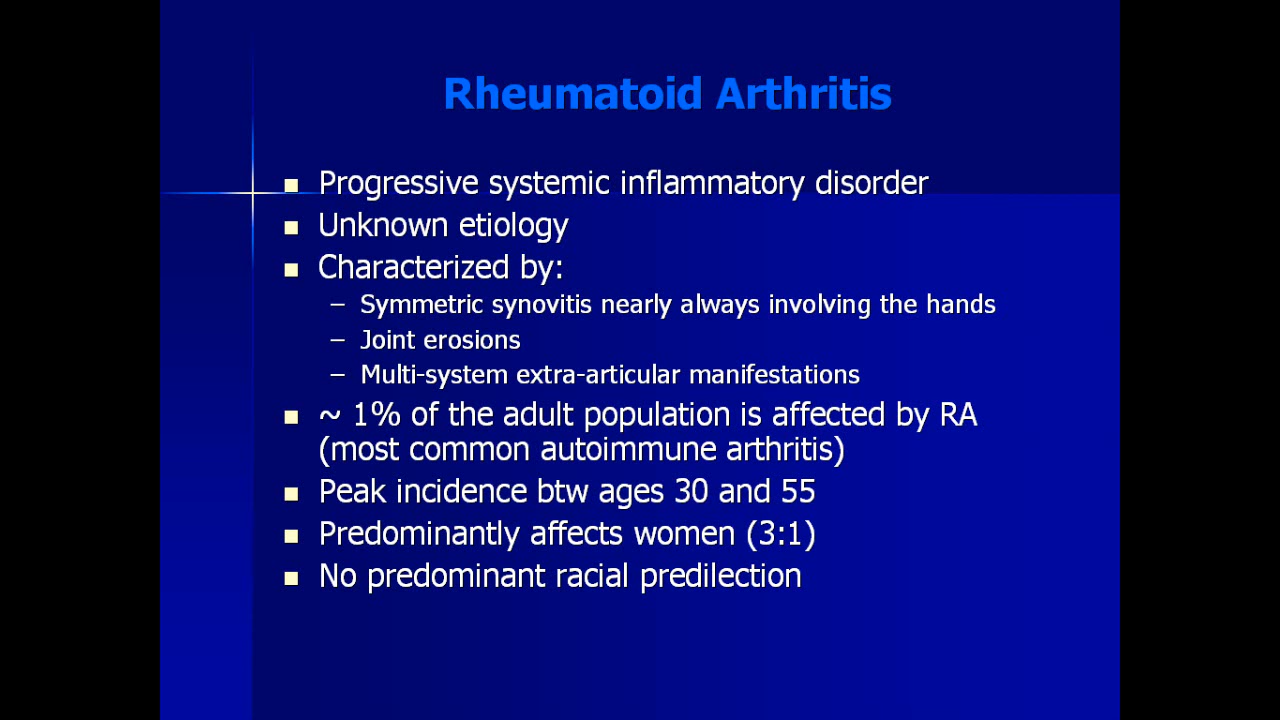 Rheumatoid Arthritis
Progressive systemic inflammatory disorder
Unknown etiology
Characterized by:
– Symmetric synovitis nearly always involving the hands
– Joint erosions
– Multi-system extra-articular manifestations
~ 1% of the adult population is affected by RA
(most common autoimmune arthritis)
Peak incidence btw ages 30 and 55
Predominantly affects women (3:1)
No predominant racial predilection